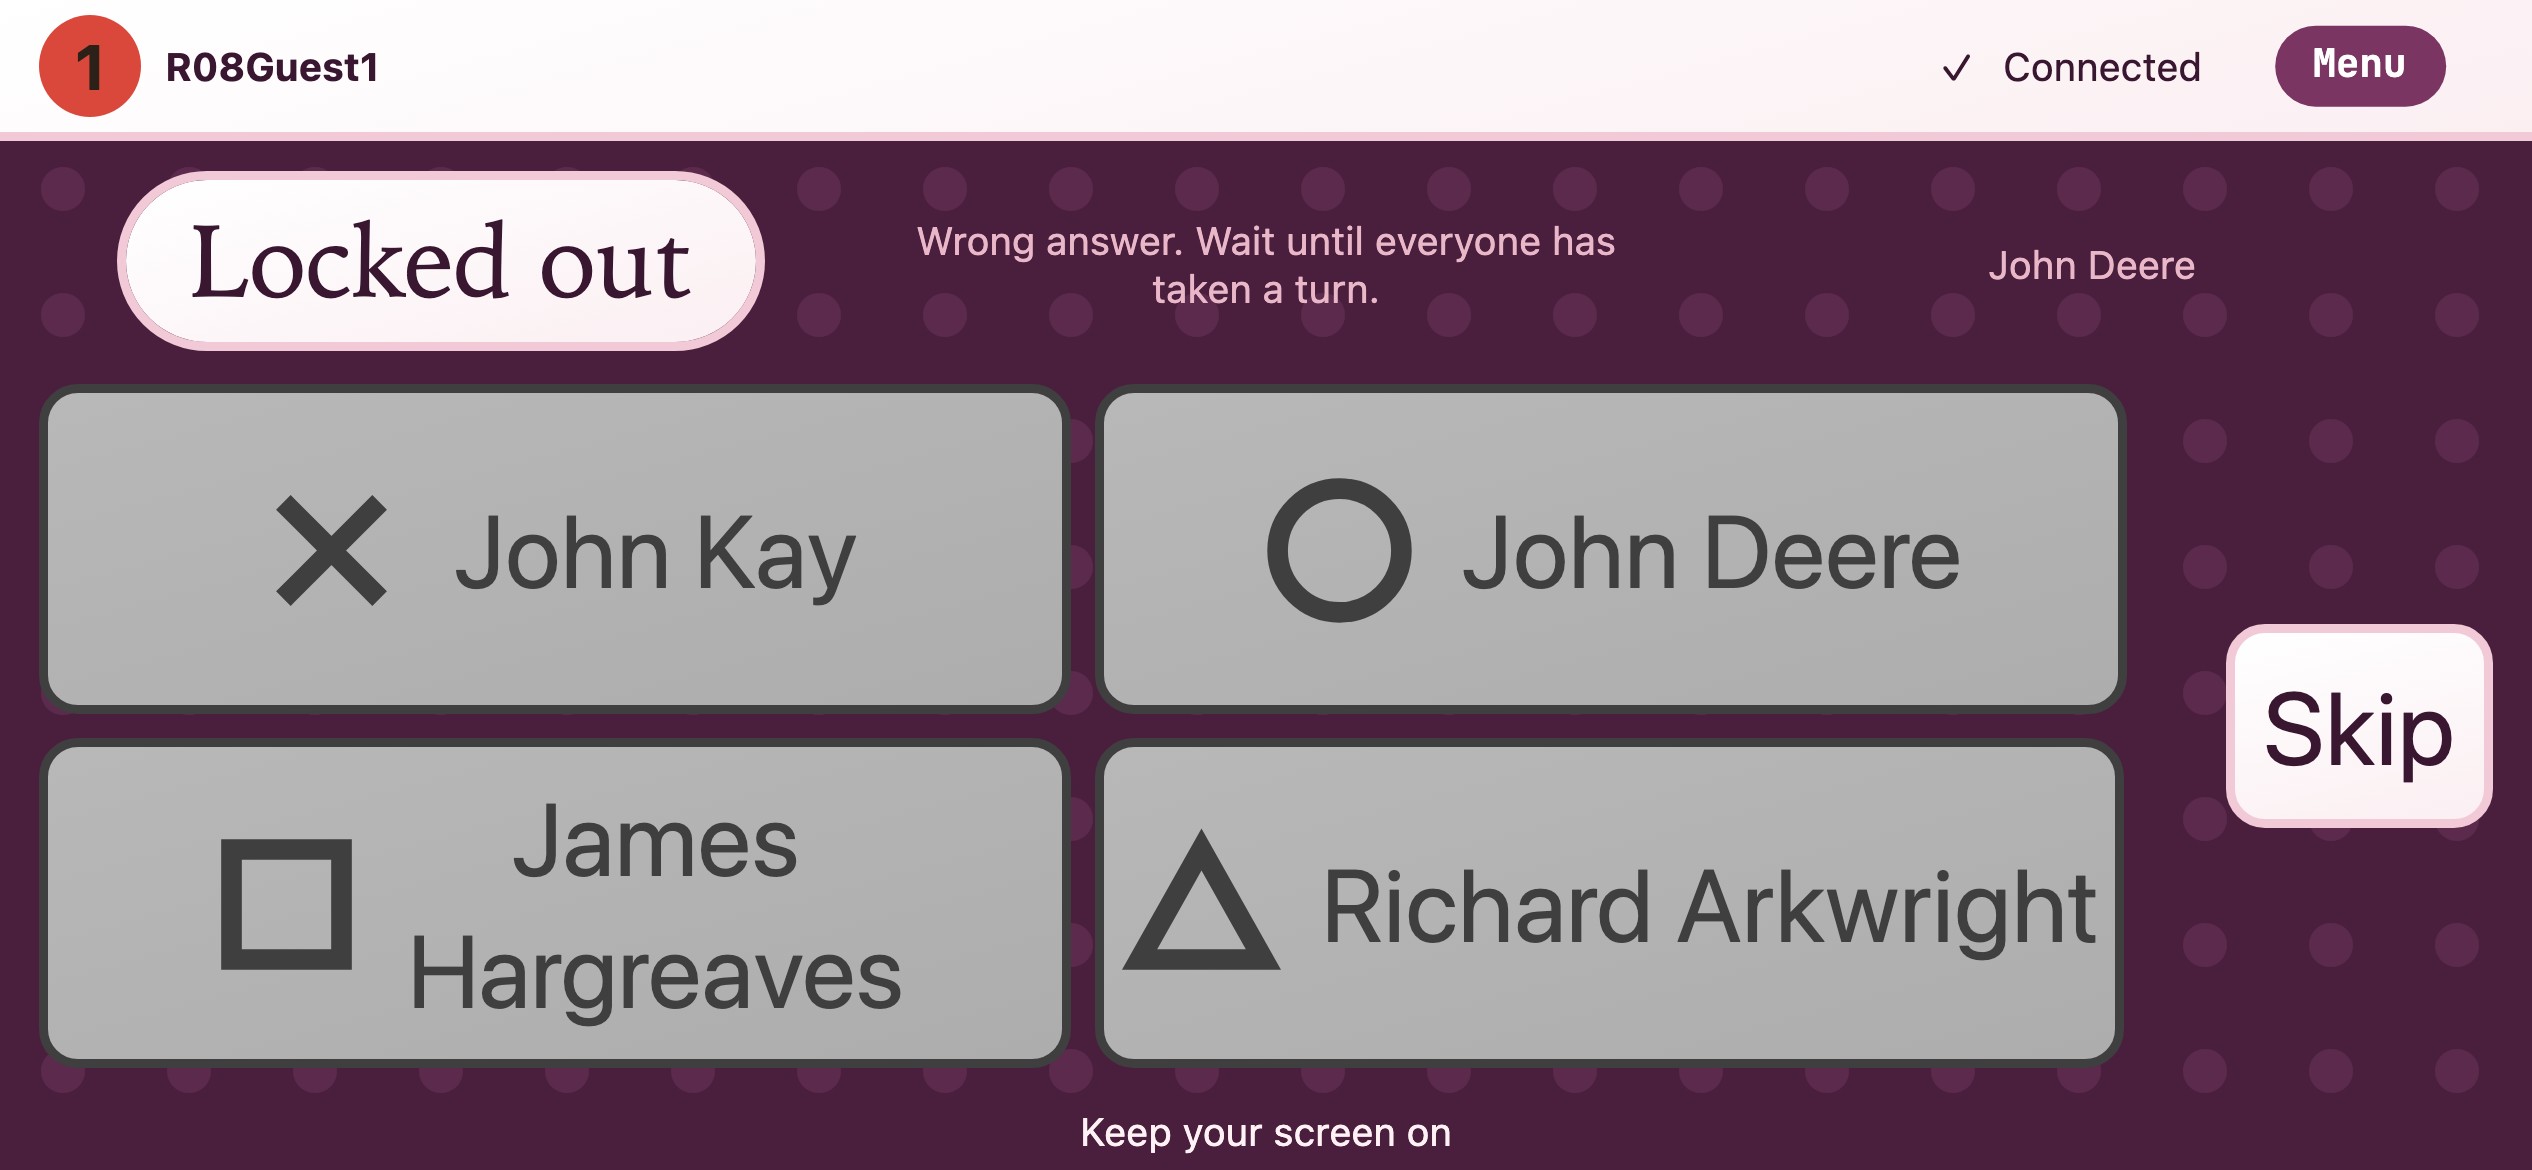 1
R08Guest1
✓ Connected
Menu
Locked out
Wrong answer. Wait until everyone has
taken a turn.
John Deere
John Kay
John Deere
James
Hargreaves
Richard Arkwright
Skip
Keep your screen on